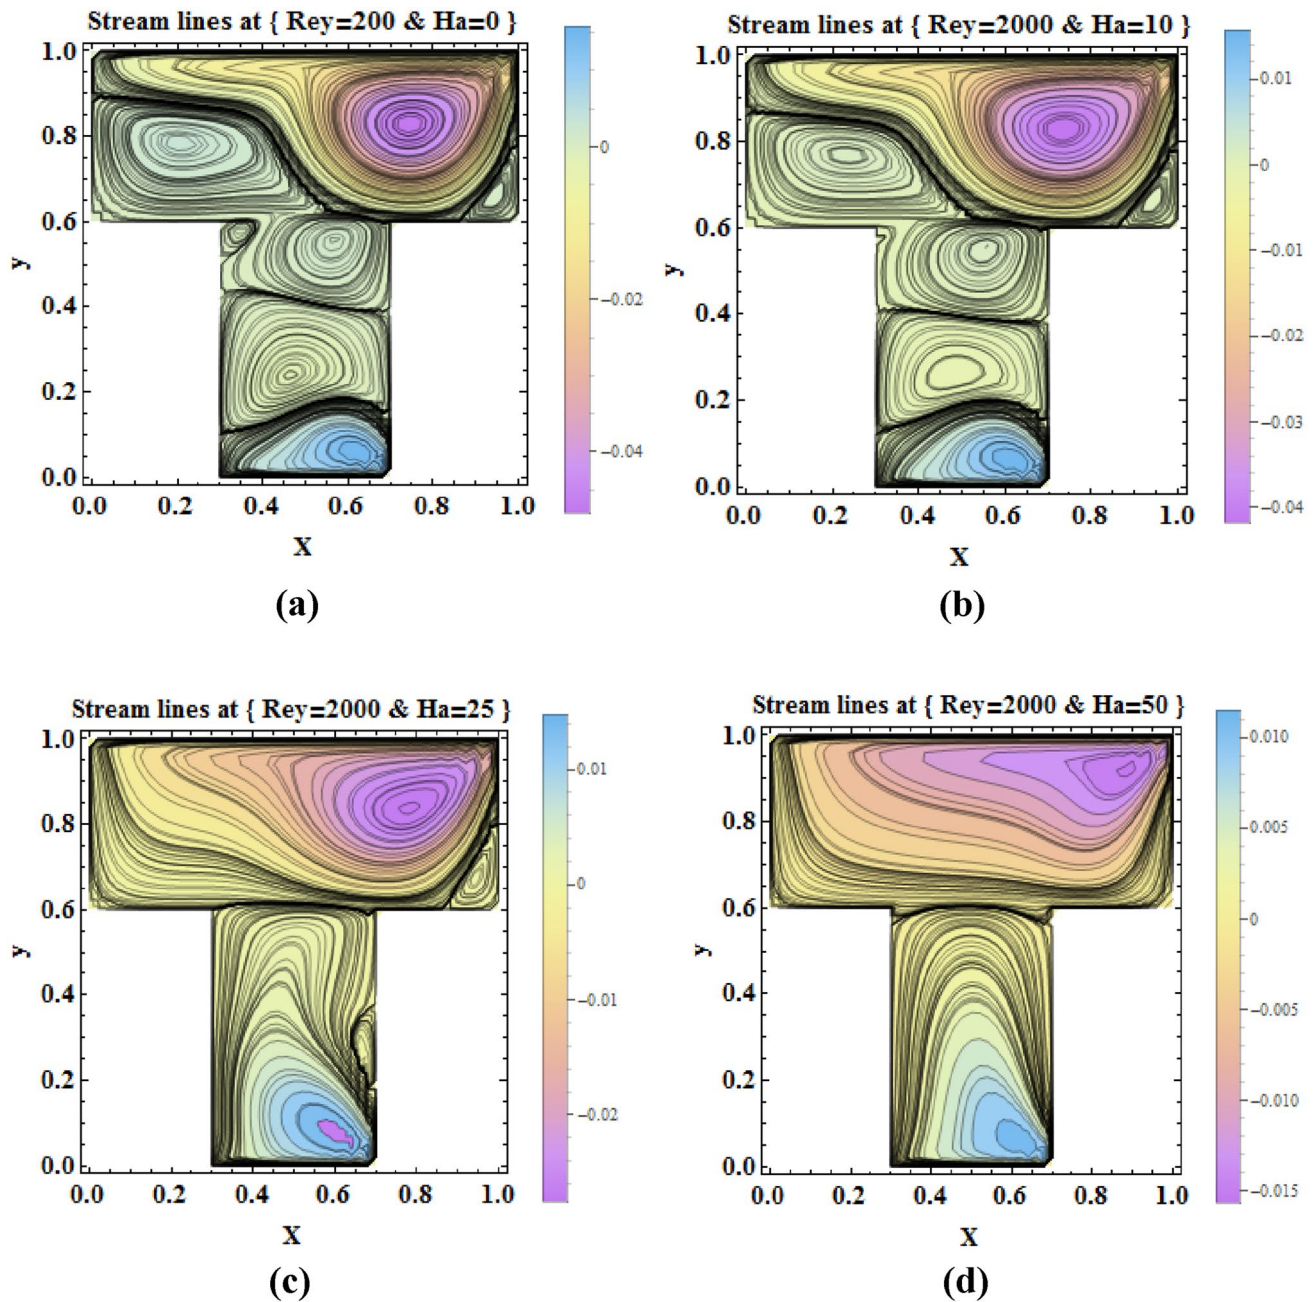 Stream lines at { Rey=200 & Ha=0 }
1.0
0.8
0.6
0.4
0.2
0.0
y
0.0 0.2 0.4 0.6 0.8 1.0
X
0
−0.02
−0.04
(a)
Stream lines at { Rey=2000 & Ha=10 }
1.0
0.8
0.6
0.4
0.2
0.0
y
0.0 0.2 0.4 0.6 0.8 1.0
X
0.01
0
−0.01
−0.02
−0.03
−0.04
(b)
Stream lines at { Rey=2000 & Ha=25 }
1.0
0.8
0.6
0.4
0.2
0.0
y
0.0 0.2 0.4 0.6 0.8 1.0
X
0.01
0
−0.01
−0.02
(c)
Stream lines at { Rey=2000 & Ha=50 }
1.0
0.8
0.6
0.4
0.2
0.0
y
0.0 0.2 0.4 0.6 0.8 1.0
X
0.010
0.005
0
−0.005
−0.010
−0.015
(d)